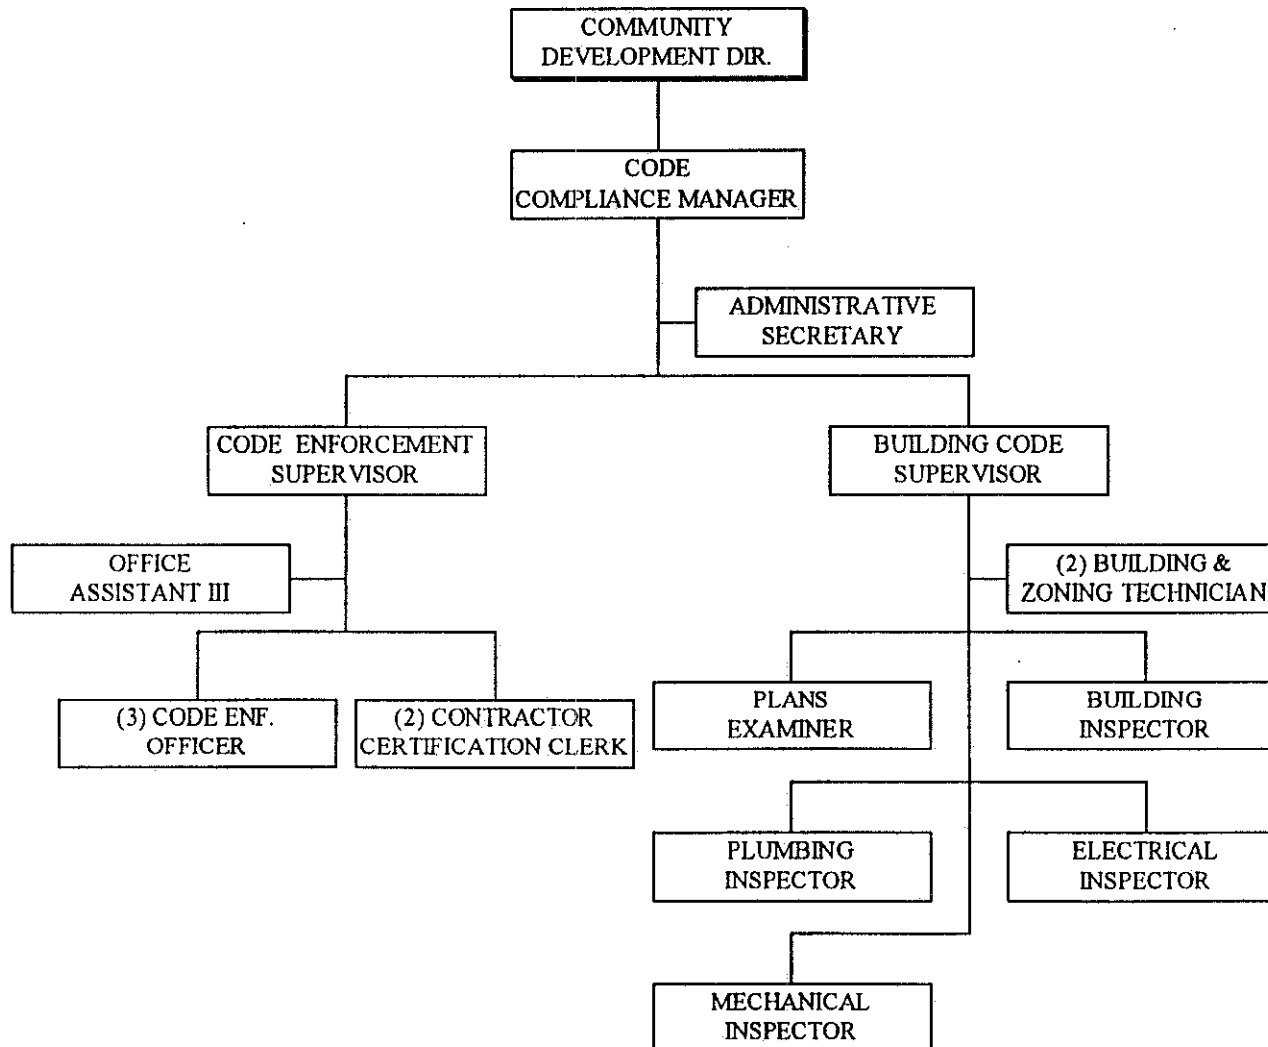 COMMUNITY
DEVELOPMENT DIR.
CODE
COMPLIANCE MANAGER
ADMINISTRATIVE
SECRETARY
CODE ENFORCEMENT
SUPERVISOR
BUILDING CODE
SUPERVISOR
OFFICE
ASSISTANT III
(2) BUILDING &
ZONING TECHNICIAN
(3) CODE ENF.
OFFICER
(2) CONTRACTOR
CERTIFICATION CLERK
PLANS
EXAMINER
BUILDING
INSPECTOR
PLUMBING
INSPECTOR
ELECTRICAL
INSPECTOR
MECHANICAL
INSPECTOR